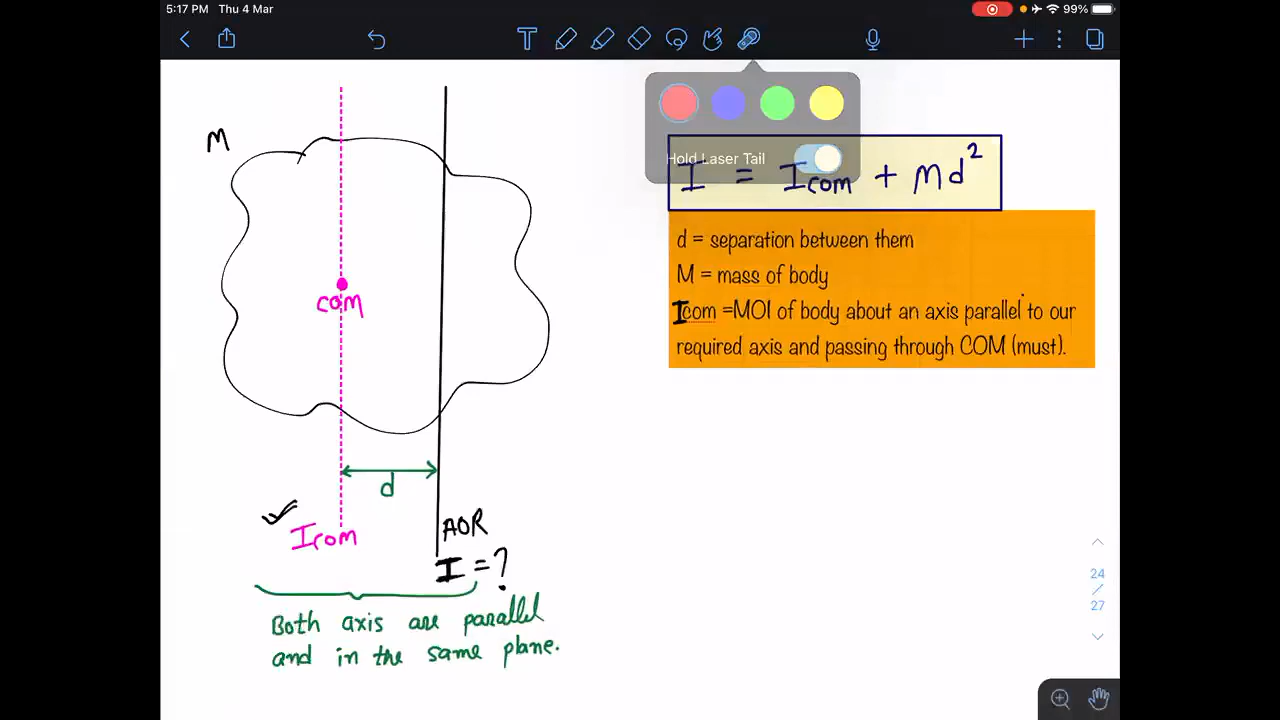 5:17 PM Thu 4 Mar
99%
T
Hold Laser Tail
M
I = Icom + Md²
d = separation between them
M = mass of body
Icom =MOI of body about an axis parallel to our
required axis and passing through COM (must).
com
d
Icom
AOR
I = ?
Both axis are parallel
and in the same plane.
24
/
27